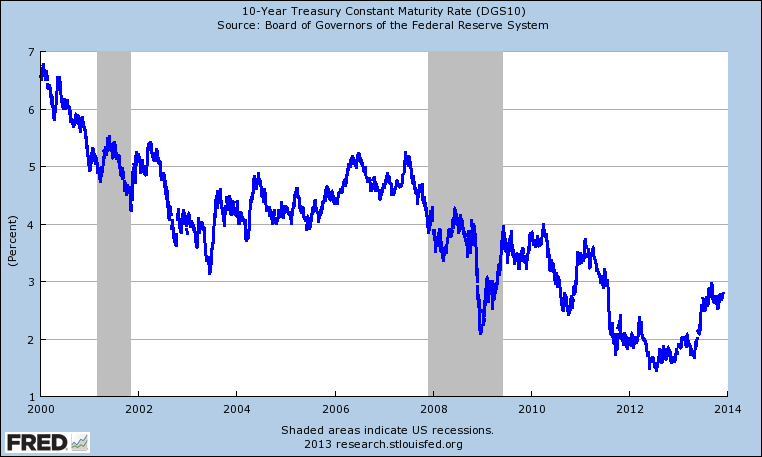 10-Year Treasury Constant Maturity Rate (DGS10)
Source: Board of Governors of the Federal Reserve System
7
6
5
4
3
2
1
(Percent)
2000 2002 2004 2006 2008 2010 2012 2014
Shaded areas indicate US recessions.
2013 research.stlouisfed.org
FRED